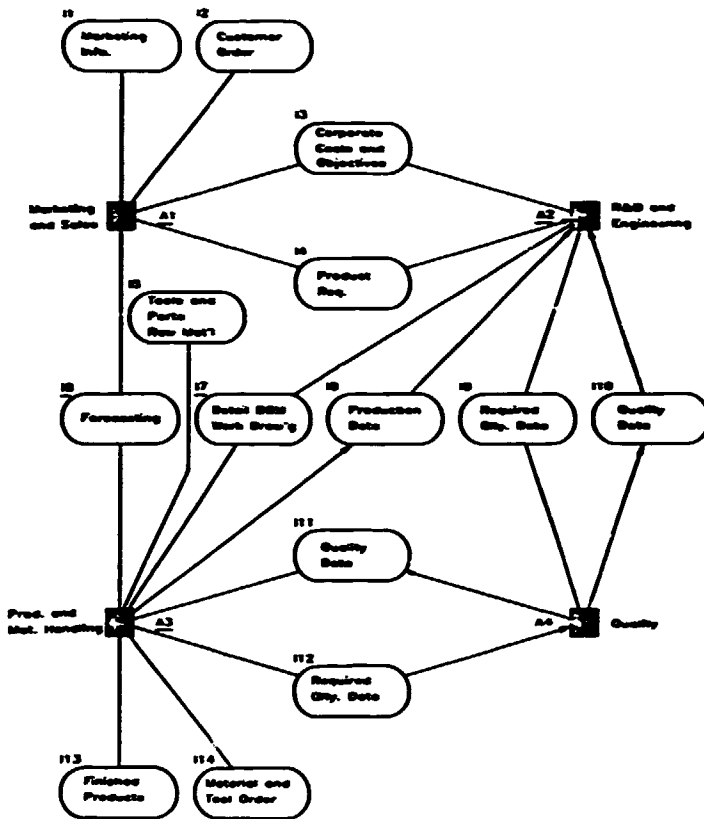 I1
Marketing
Info.
I2
Customer
Order
I3
Corporate
Goals and
Objectives
Marketing
and Sales
A1
A2
R&D and
Engineering
I4
Product
Req.
I5
Tools and
Parts
Raw Mat'l
I6
Forecasting
I7
Detail BOM
Work Draw'g
I8
Production
Data
I9
Required
Qlty. Data
I10
Quality
Data
I11
Quality
Data
Prod. and
Mat. Handling
A3
A4
Quality
I12
Required
Qlty. Data
I13
Finished
Products
I14
Material and
Tool Order